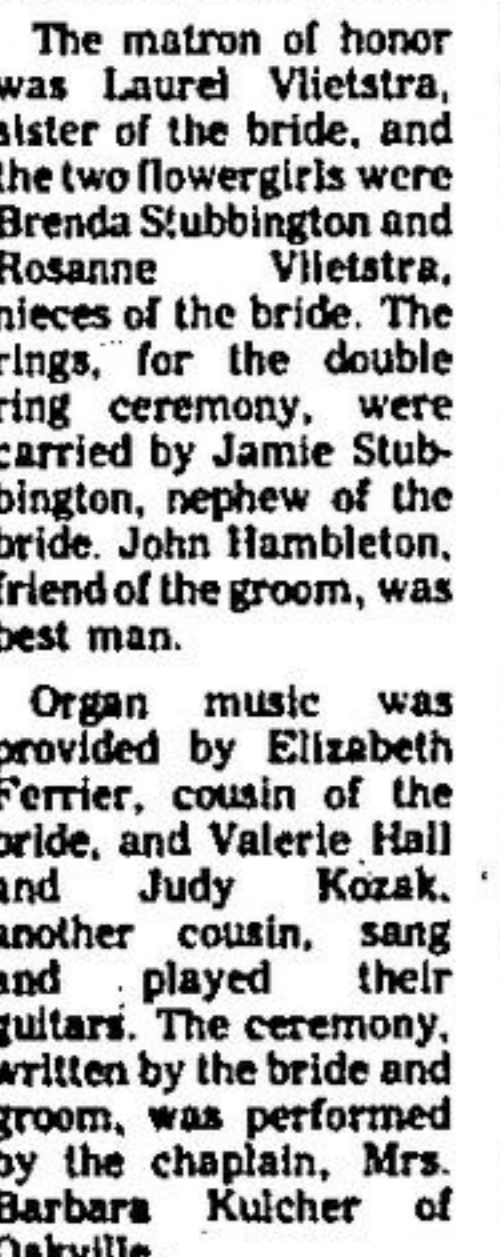 The matron of honor
was Laurel Vlietstra,
sister of the bride, and
the two flowergirls were
Brenda Stubbington and
Rosanne Vlietstra,
nieces of the bride. The
rings, for the double
ring ceremony, were
carried by Jamie Stub-
bington, nephew of the
bride. John Hambleton,
friend of the groom, was
best man.
Organ music was
provided by Elizabeth
Ferrier, cousin of the
bride, and Valerie Hall
and Judy Kozak,
another cousin, sang
and played their
guitars. The ceremony,
written by the bride and
groom, was performed
by the chaplain, Mrs.
Barbara Kulcher of
Oakville.